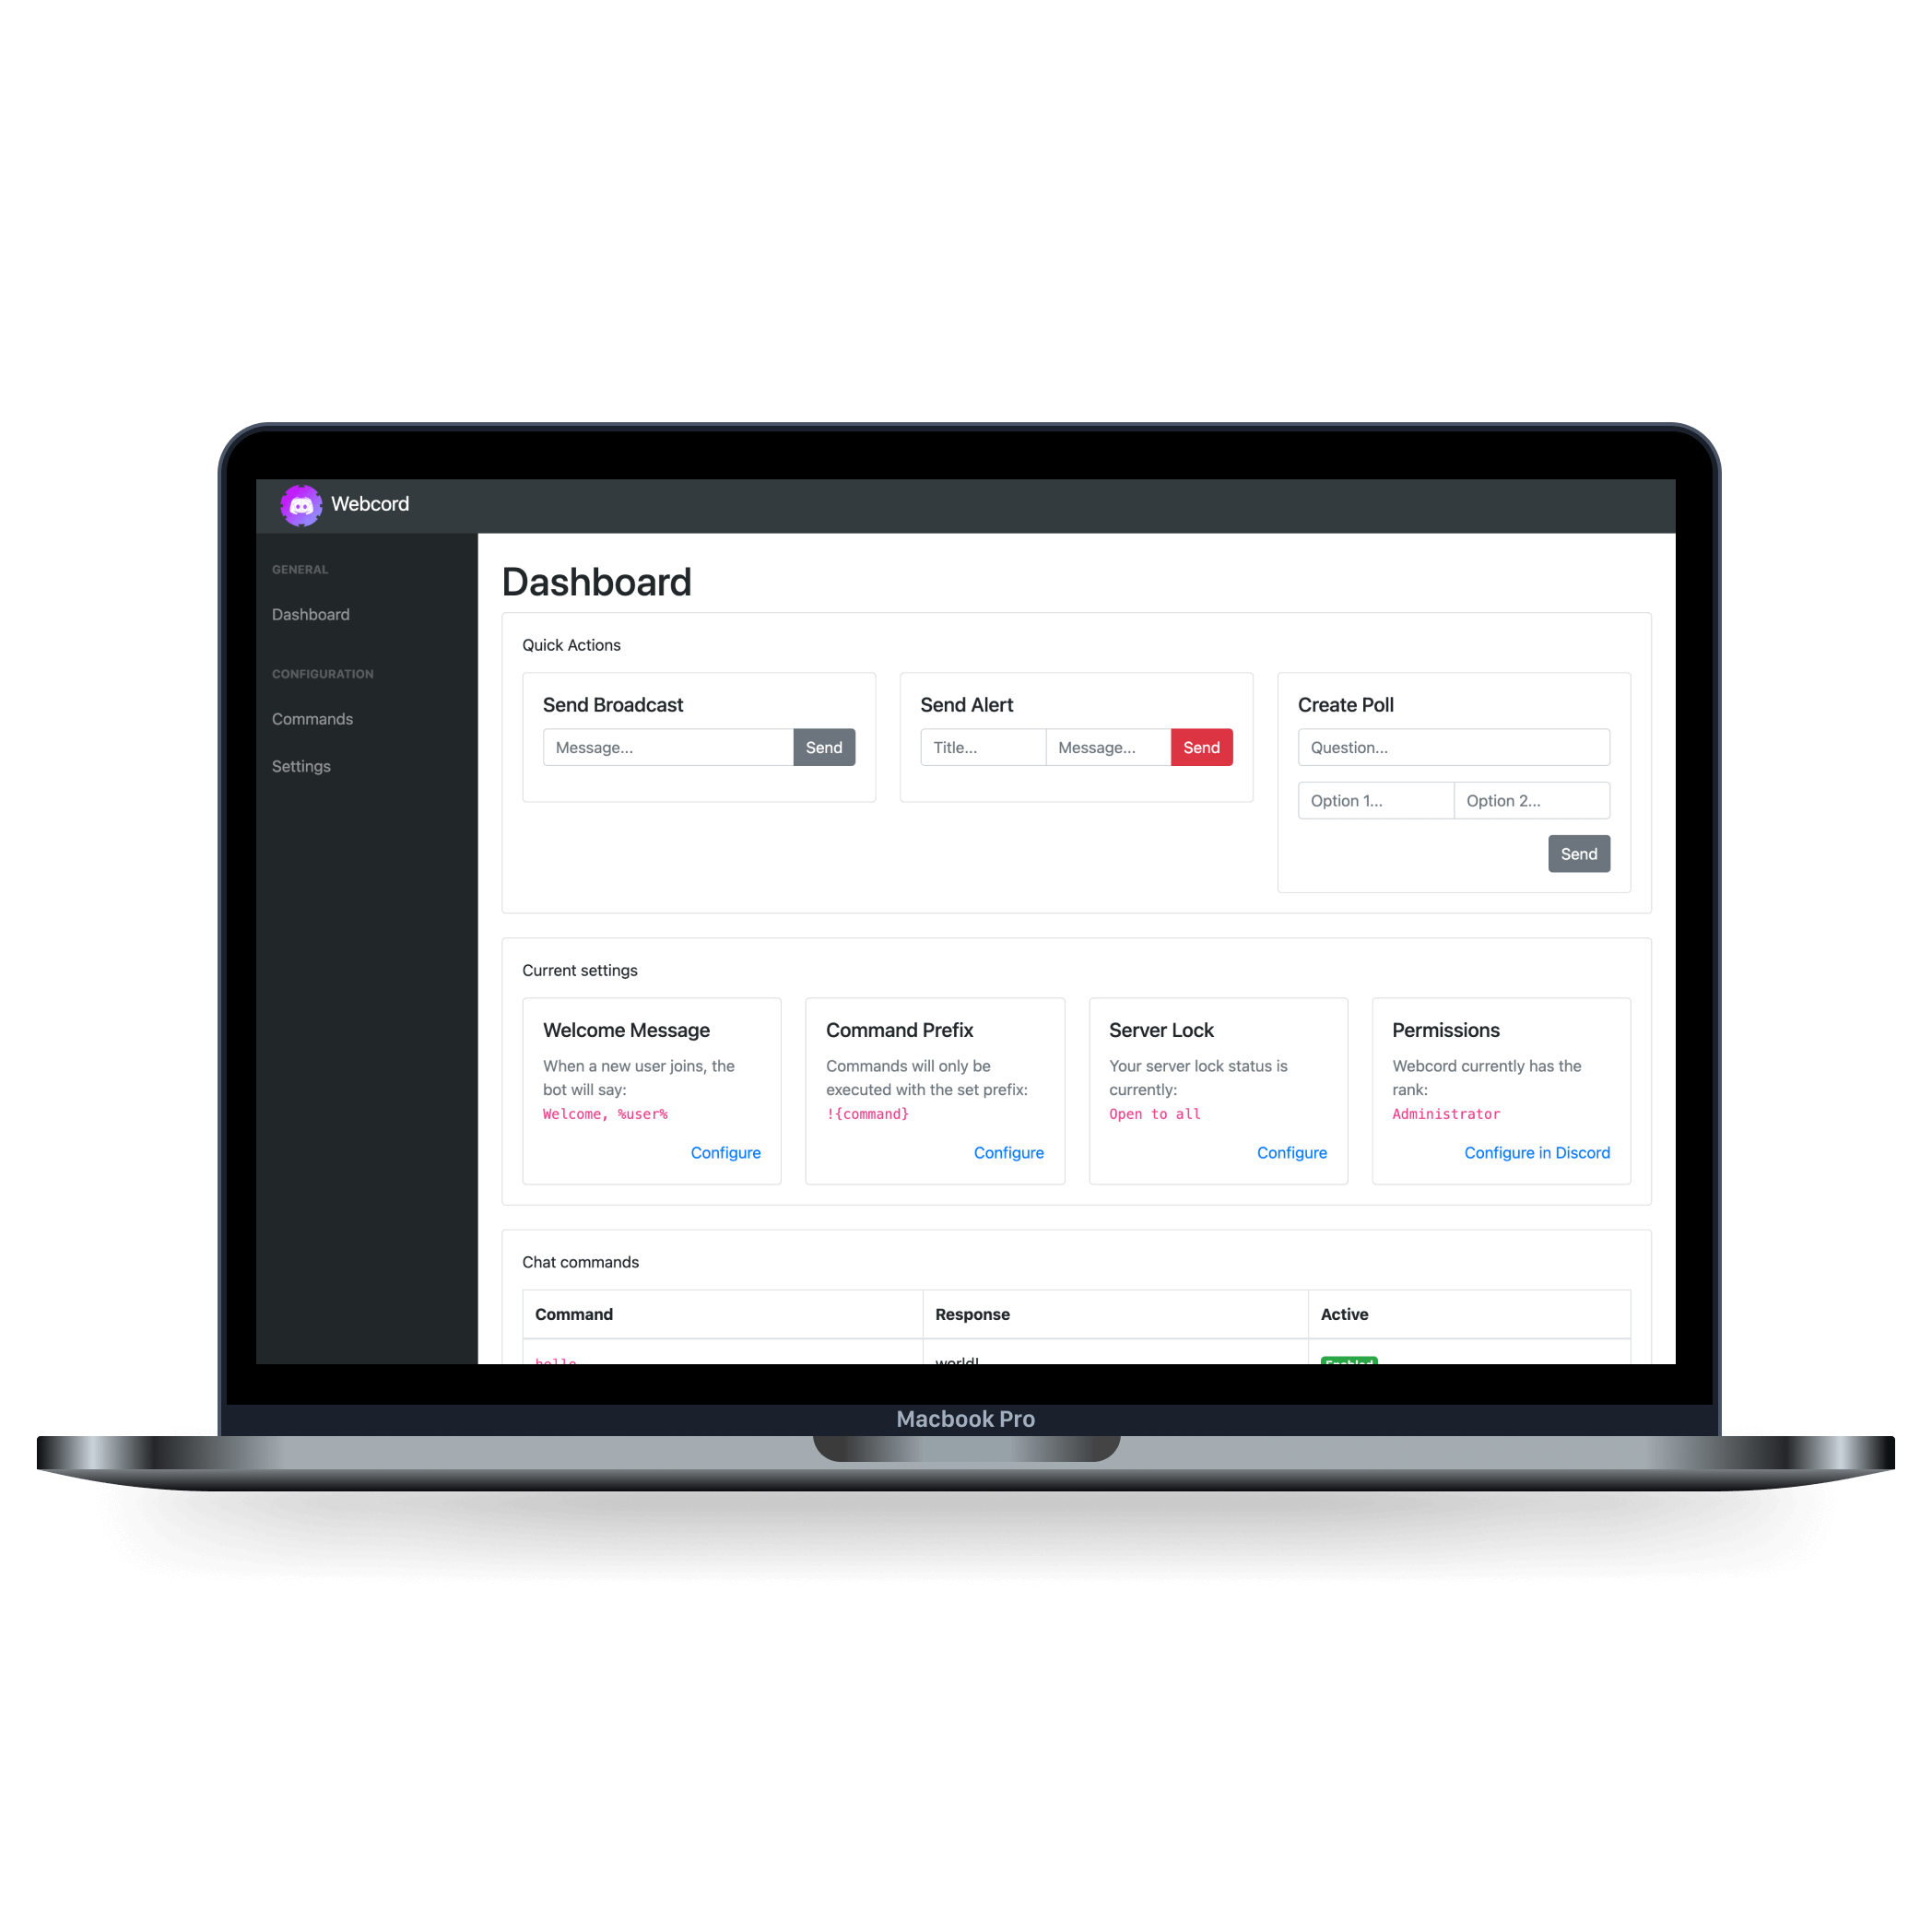 Webcord
GENERAL
Dashboard
CONFIGURATION
Commands
Settings
Dashboard
Quick Actions
Send Broadcast
Message... Send
Send Alert
Title... Message... Send
Create Poll
Question...
Option 1... Option 2...
Send
Current settings
Welcome Message
When a new user joins, the
bot will say:
Welcome, %user%
Configure
Command Prefix
Commands will only be
executed with the set prefix:
!{command}
Configure
Server Lock
Your server lock status is
currently:
Open to all
Configure
Permissions
Webcord currently has the
rank:
Administrator
Configure in Discord
Chat commands
Command Response Active
hello world! Enabled
Macbook Pro